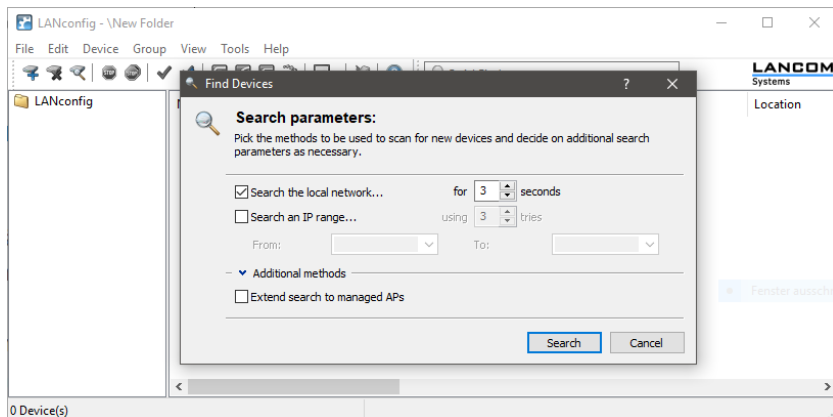 LANconfig - \New Folder
File Edit Device Group View Tools Help
LANCOM
Systems
Find Devices ?
LANconfig
Location
Search parameters:
Pick the methods to be used to scan for new devices and decide on additional search
parameters as necessary.
Search the local network... for 3 seconds
Search an IP range... using 3 tries
From: To:
Additional methods
Extend search to managed APs
Fenster aussch
Search Cancel
0 Device(s)